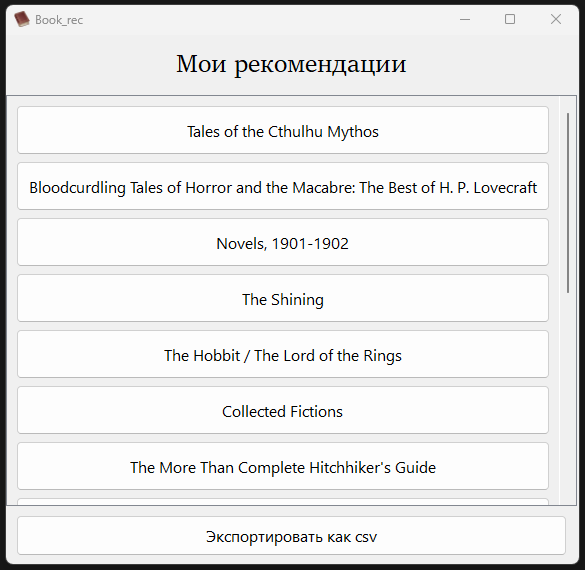 Book_rec
Мои рекомендации
Tales of the Cthulhu Mythos
Bloodcurdling Tales of Horror and the Macabre: The Best of H. P. Lovecraft
Novels, 1901-1902
The Shining
The Hobbit / The Lord of the Rings
Collected Fictions
The More Than Complete Hitchhiker's Guide
Экспортировать как csv